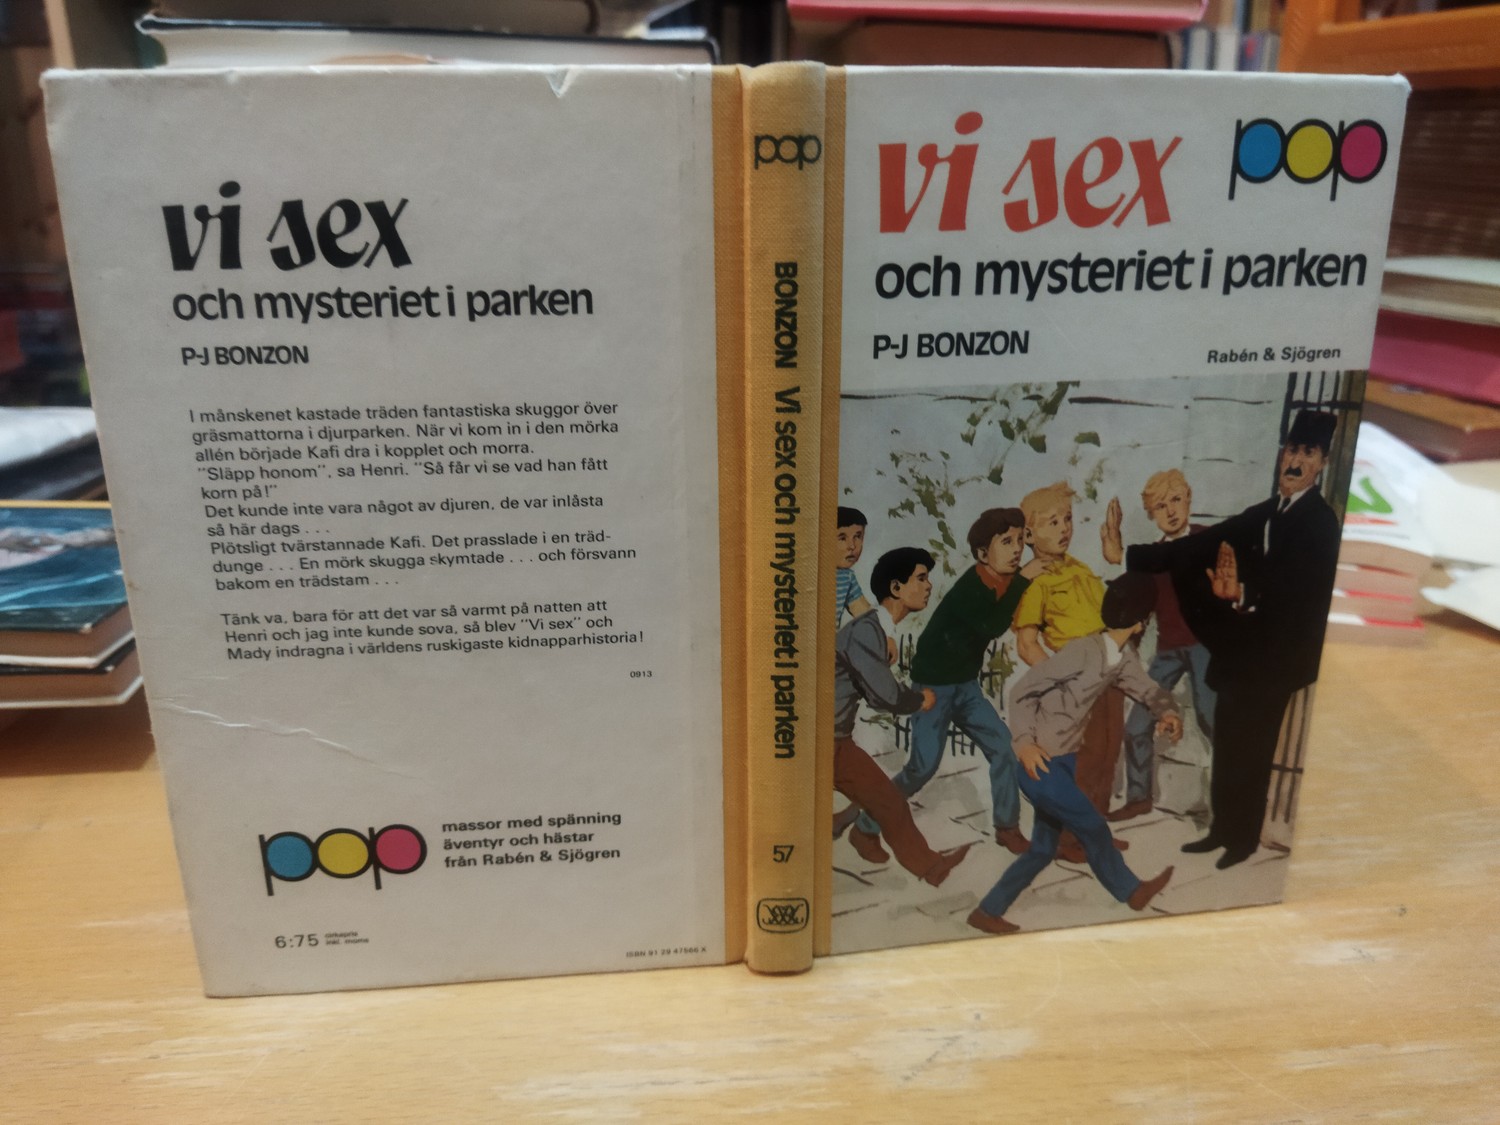 vi sex
och mysteriet i parken
P-J BONZON
I månskenet kastade träden fantastiska skuggor över
gräsmattorna i djurparken. När vi kom in i den mörka
allén började Kafi dra i kopplet och morra.
"Släpp honom", sa Henri. "Så får vi se vad han fått
korn på!"
Det kunde inte vara något av djuren, de var inlåsta
så här dags . . .
Plötsligt tvärstannade Kafi. Det prasslade i en träd-
dunge . . . En mörk skugga skymtade . . . och försvann
bakom en trädstam . . .
Tänk va, bara för att det var så varmt på natten att
Henri och jag inte kunde sova, så blev "Vi sex" och
Mady indragna i världens ruskigaste kidnapparhistoria!
0913
pop
massor med spänning
äventyr och hästar
från Rabén & Sjögren
6:75
inkl. moms
ISBN 91 29 47566 X
pop
BONZON Vi sex och mysteriet i parken
57
vi sex
pop
och mysteriet i parken
P-J BONZON
Rabén & Sjögren